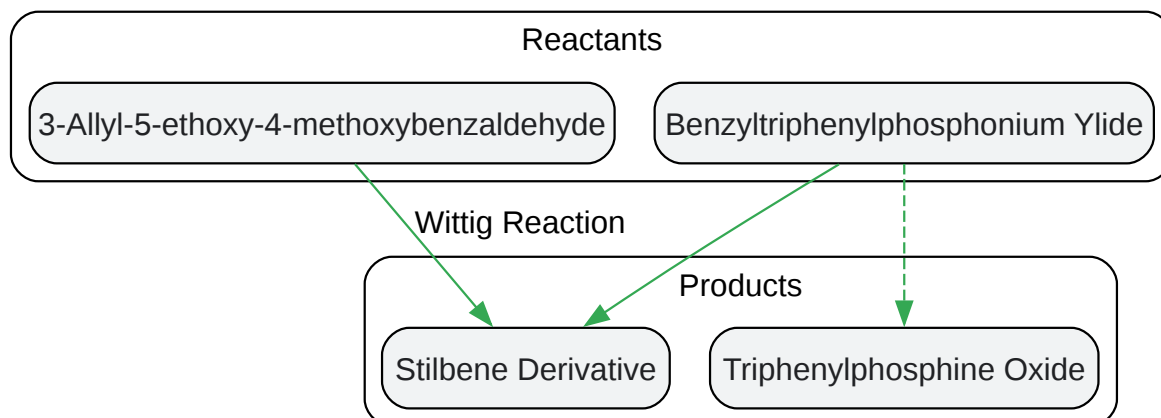 Reactants
3-Allyl-5-ethoxy-4-methoxybenzaldehyde
Benzyltriphenylphosphonium Ylide
Wittig Reaction
Products
Stilbene Derivative
Triphenylphosphine Oxide